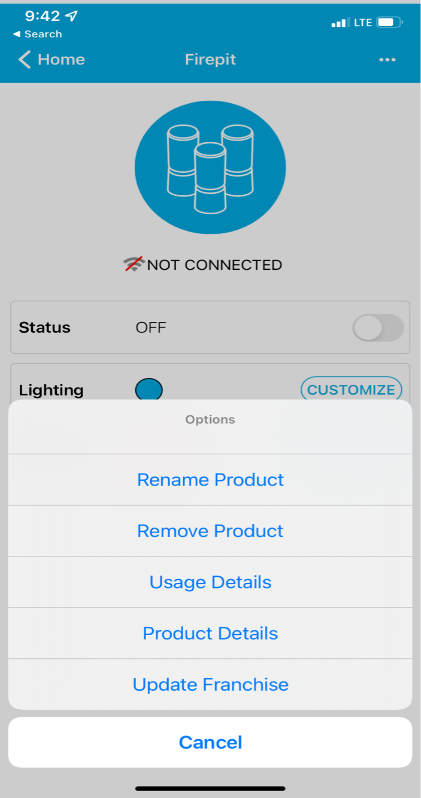 9:42
LTE
◀ Search
Home
Firepit
...
NOT CONNECTED
Status
OFF
Lighting
CUSTOMIZE
Options
Rename Product
Remove Product
Usage Details
Product Details
Update Franchise
Cancel